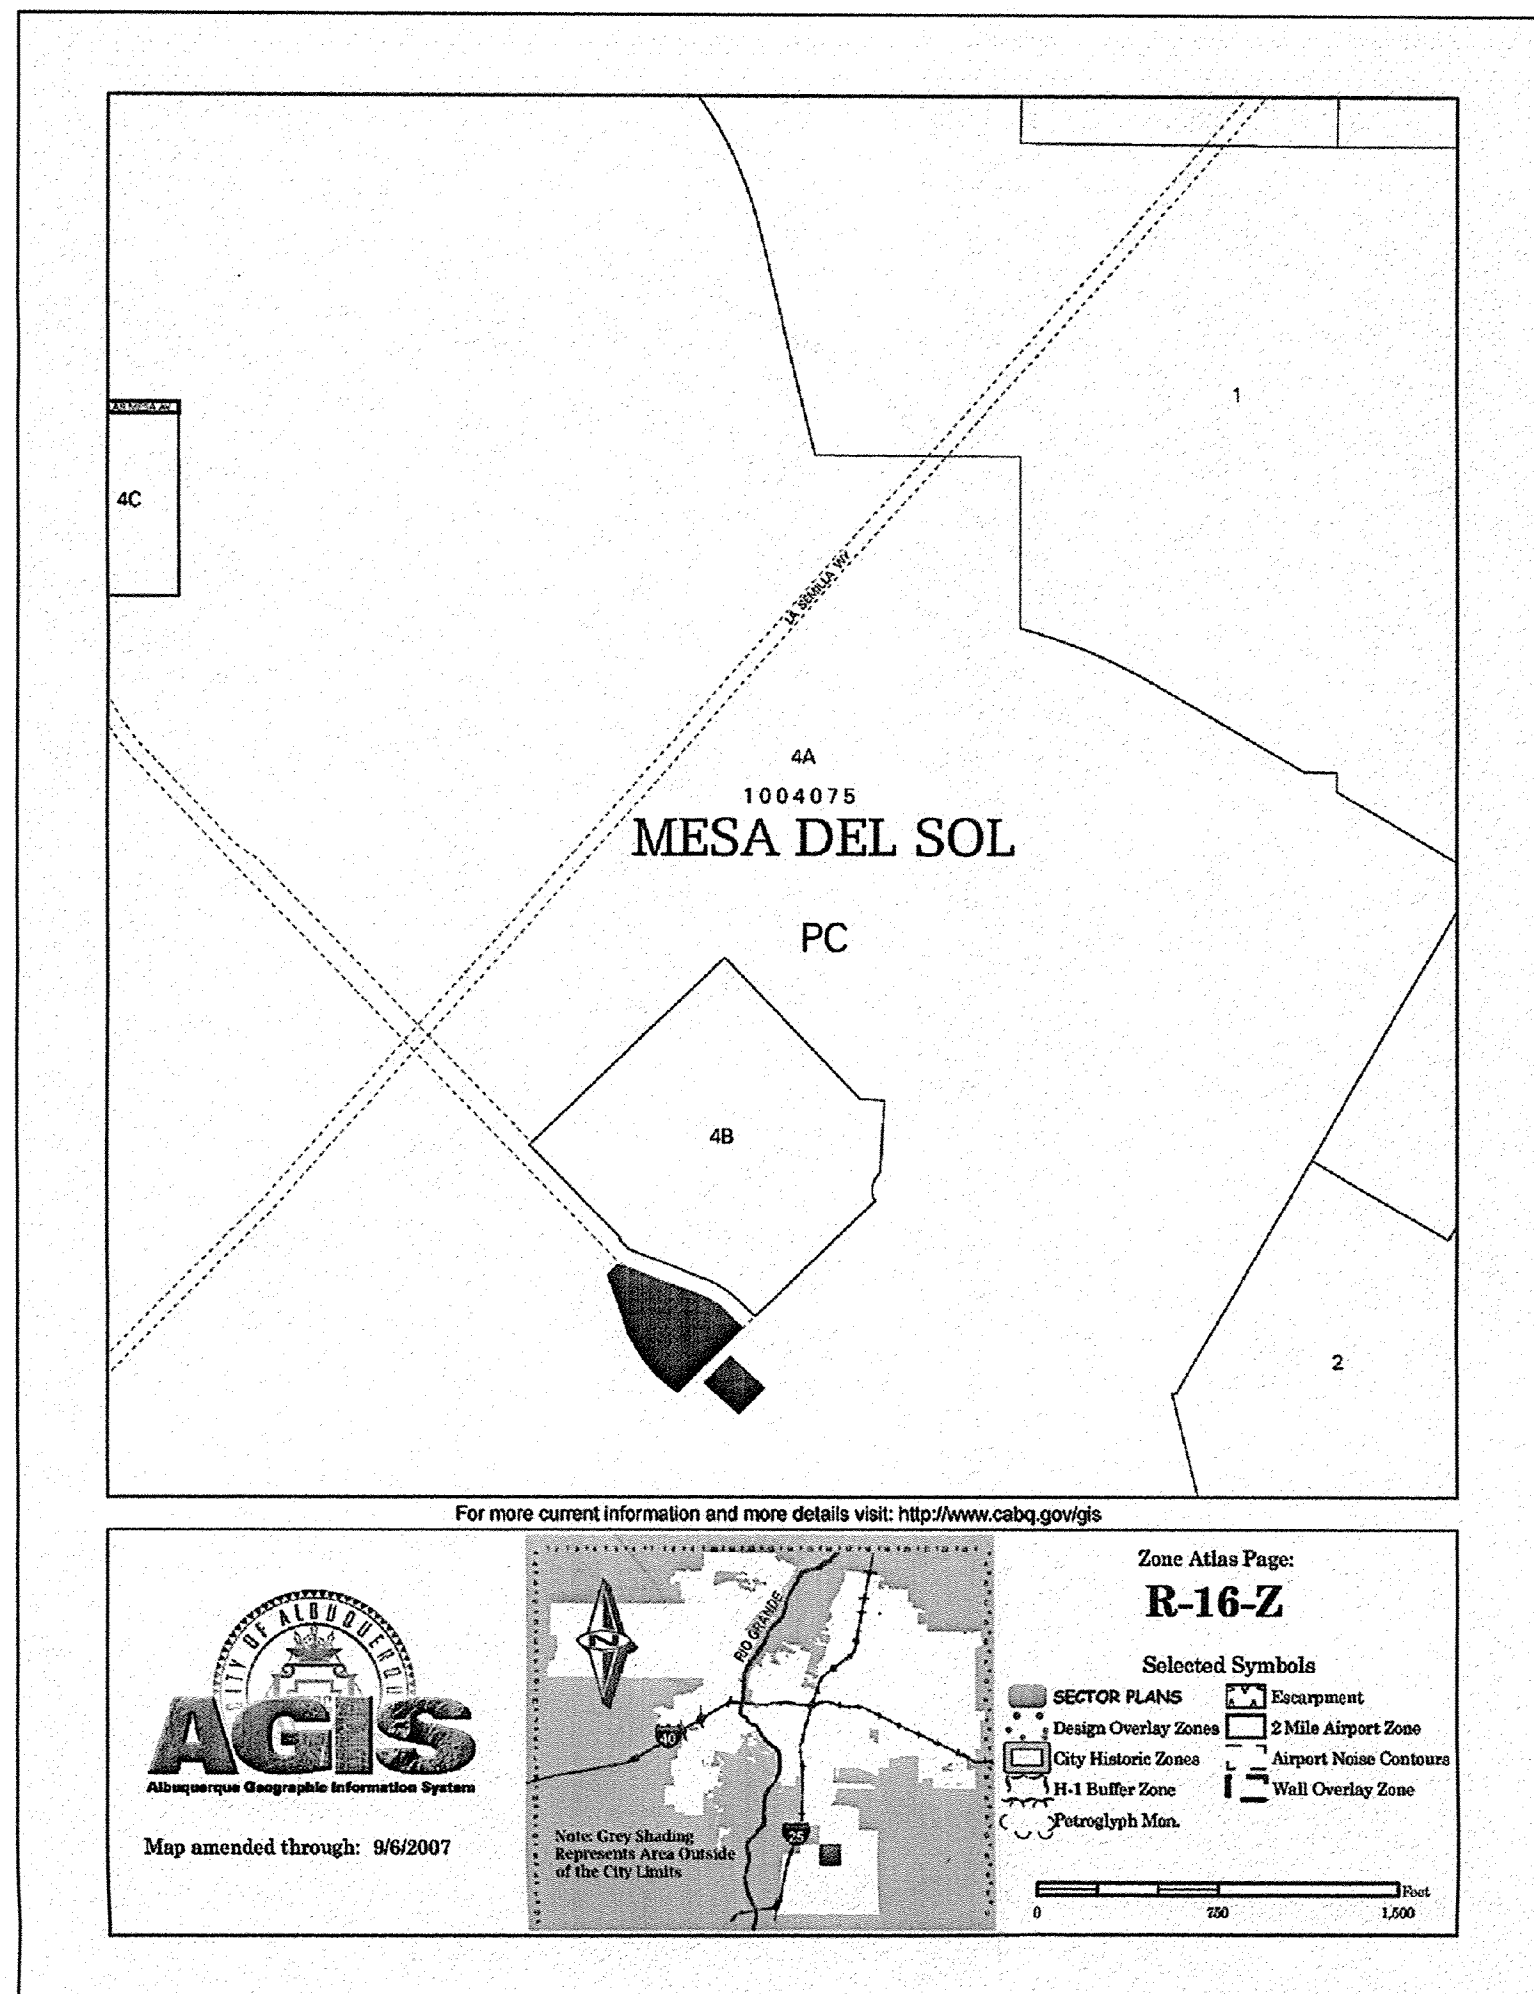 1
4C
LA SEMILLA WY
4A
1004075
MESA DEL SOL
PC
4B
2
For more current information and more details visit: http://www.cabq.gov/gis
CITY OF ALBUQUERQUE
AGIS
Albuquerque Geographic Information System
Map amended through: 9/6/2007
RIO GRANDE
N
40
25
Note: Grey Shading
Represents Area Outside
of the City Limits
Zone Atlas Page:
R-16-Z
Selected Symbols
SECTOR PLANS
Escarpment
Design Overlay Zones
2 Mile Airport Zone
City Historic Zones
Airport Noise Contours
H-1 Buffer Zone
Wall Overlay Zone
Petroglyph Mon.
Feet
0 750 1,500